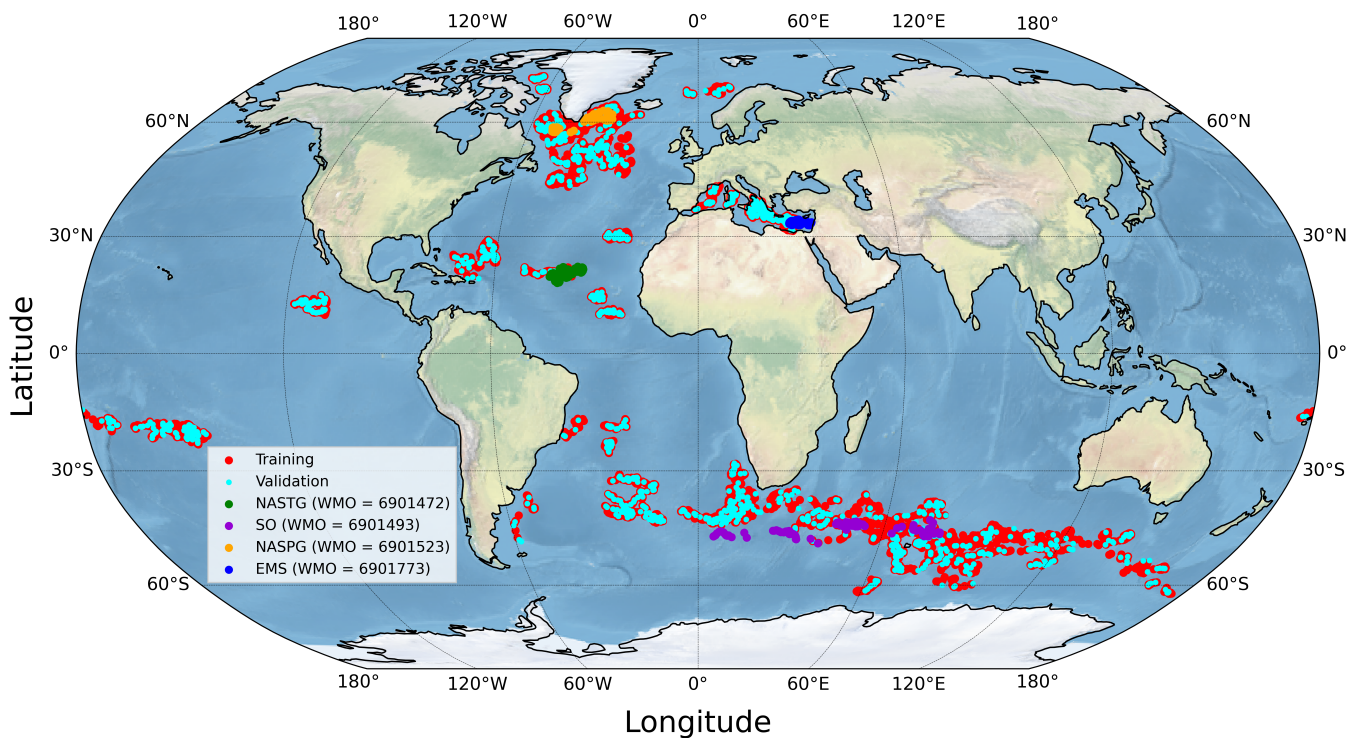 180° 120°W 60°W 0° 60°E 120°E 180°
60°N 60°N
30°N 30°N
0° 0°
30°S 30°S
60°S 60°S
Latitude
Training
Validation
NASTG (WMO = 6901472)
SO (WMO = 6901493)
NASPG (WMO = 6901523)
EMS (WMO = 6901773)
180° 120°W 60°W 0° 60°E 120°E 180°
Longitude